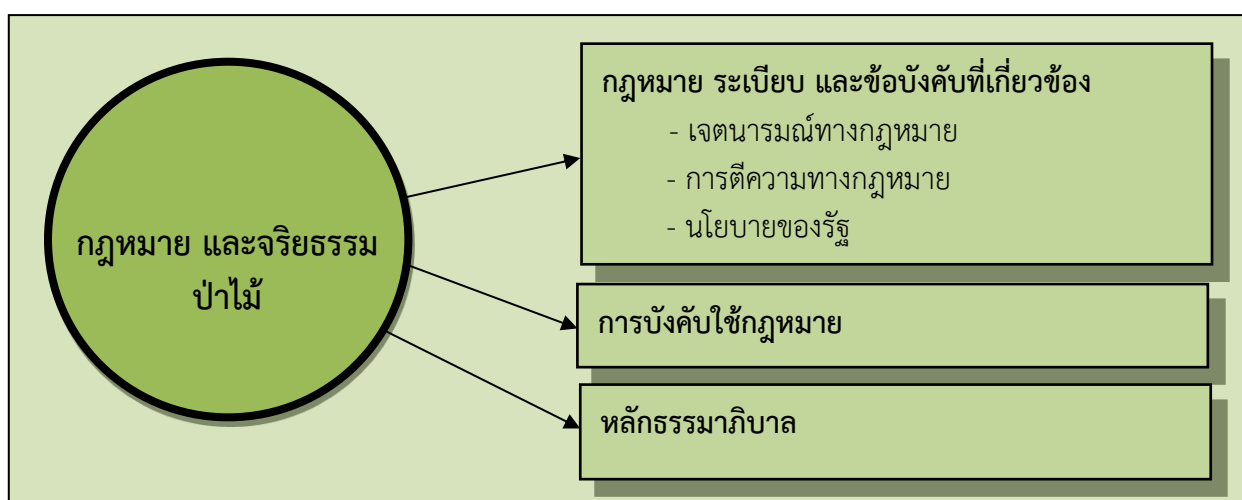 กฎหมาย และจริยธรรม
ป่าไม้
กฎหมาย ระเบียบ และข้อบังคับที่เกี่ยวข้อง
- เจตนารมณ์ทางกฎหมาย
- การตีความทางกฎหมาย
- นโยบายของรัฐ
การบังคับใช้กฎหมาย
หลักธรรมาภิบาล